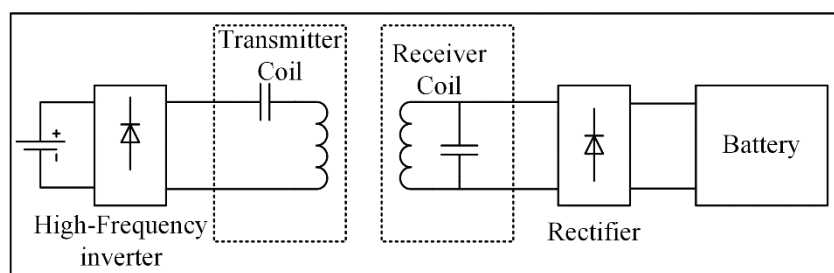 Transmitter
Coil
Receiver
Coil
+
-
Battery
High-Frequency
inverter
Rectifier